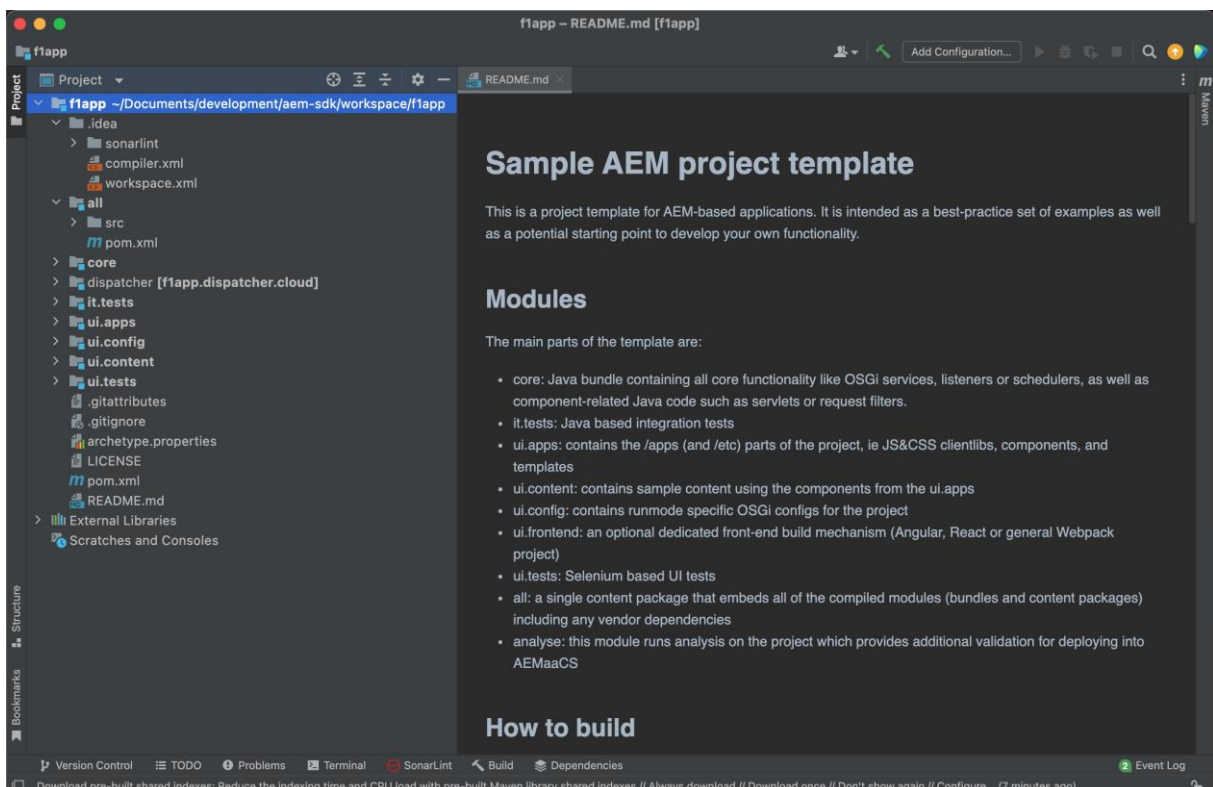 f1app – README.md [f1app]
f1app
Add Configuration...
Project
Project
f1app ~/Documents/development/aem-sdk/workspace/f1app
.idea
sonarlint
compiler.xml
workspace.xml
all
src
pom.xml
core
dispatcher [f1app.dispatcher.cloud]
it.tests
ui.apps
ui.config
ui.content
ui.tests
.gitattributes
.gitignore
archetype.properties
LICENSE
pom.xml
README.md
External Libraries
Scratches and Consoles
Structure
Bookmarks
README.md
Sample AEM project template
This is a project template for AEM-based applications. It is intended as a best-practice set of examples as well
as a potential starting point to develop your own functionality.
Modules
The main parts of the template are:
• core: Java bundle containing all core functionality like OSGi services, listeners or schedulers, as well as
component-related Java code such as servlets or request filters.
• it.tests: Java based integration tests
• ui.apps: contains the /apps (and /etc) parts of the project, ie JS&CSS clientlibs, components, and
templates
• ui.content: contains sample content using the components from the ui.apps
• ui.config: contains runmode specific OSGi configs for the project
• ui.frontend: an optional dedicated front-end build mechanism (Angular, React or general Webpack
project)
• ui.tests: Selenium based UI tests
• all: a single content package that embeds all of the compiled modules (bundles and content packages)
including any vendor dependencies
• analyse: this module runs analysis on the project which provides additional validation for deploying into
AEMaaCS
How to build
m Maven
Version Control TODO Problems Terminal SonarLint Build Dependencies 2 Event Log
Download pre-built shared indexes: Reduce the indexing time and CPU load with pre-built Maven library shared indexes // Always download // Download once // Don't show again // Configure... (7 minutes ago)